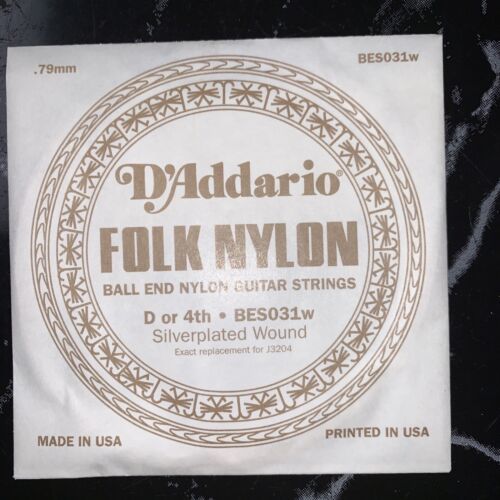 .79mm
BES031w
D'Addario®
FOLK NYLON
BALL END NYLON GUITAR STRINGS
D or 4th • BES031w
Silverplated Wound
Exact replacement for J3204
MADE IN USA
PRINTED IN USA